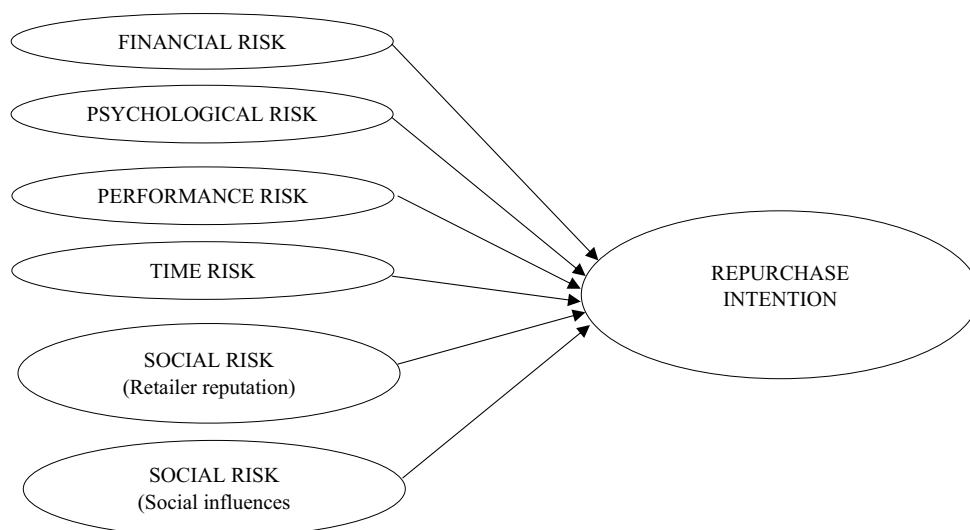 FINANCIAL RISK
PSYCHOLOGICAL RISK
PERFORMANCE RISK
TIME RISK
SOCIAL RISK
(Retailer reputation)
SOCIAL RISK
(Social influences
REPURCHASE
INTENTION